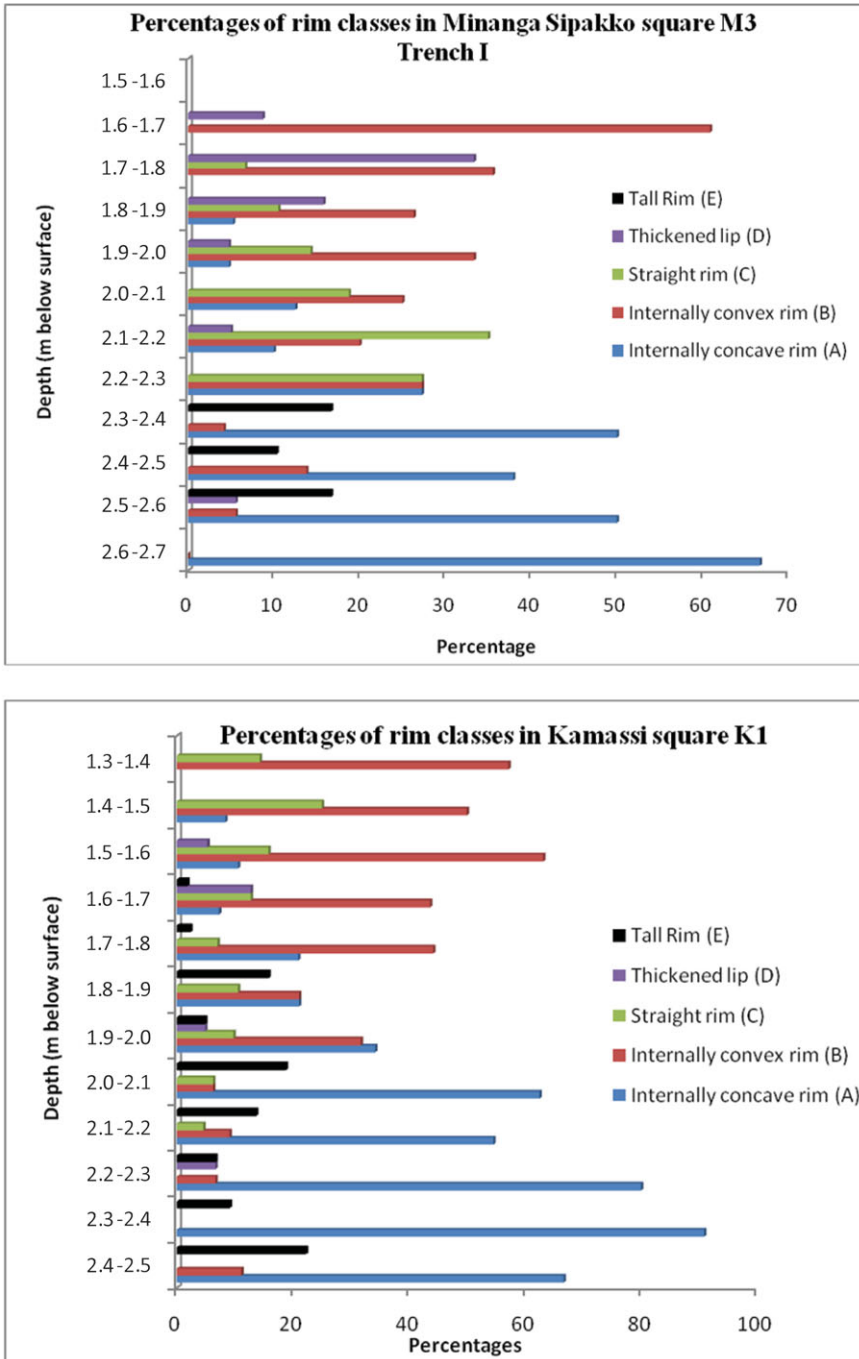 Percentages of rim classes in Minanga Sipakko square M3
Trench I
Depth (m below surface)
1.5 -1.6
1.6 -1.7
1.7 -1.8
1.8 -1.9
1.9 -2.0
2.0 -2.1
2.1 -2.2
2.2 -2.3
2.3 -2.4
2.4 -2.5
2.5 -2.6
2.6 -2.7
Tall Rim (E)
Thickened lip (D)
Straight rim (C)
Internally convex rim (B)
Internally concave rim (A)
0 10 20 30 40 50 60 70
Percentage
Percentages of rim classes in Kamassi square K1
Depth (m below surface)
1.3 -1.4
1.4 -1.5
1.5 -1.6
1.6 -1.7
1.7 -1.8
1.8 -1.9
1.9 -2.0
2.0 -2.1
2.1 -2.2
2.2 -2.3
2.3 -2.4
2.4 -2.5
Tall Rim (E)
Thickened lip (D)
Straight rim (C)
Internally convex rim (B)
Internally concave rim (A)
0 20 40 60 80 100
Percentages